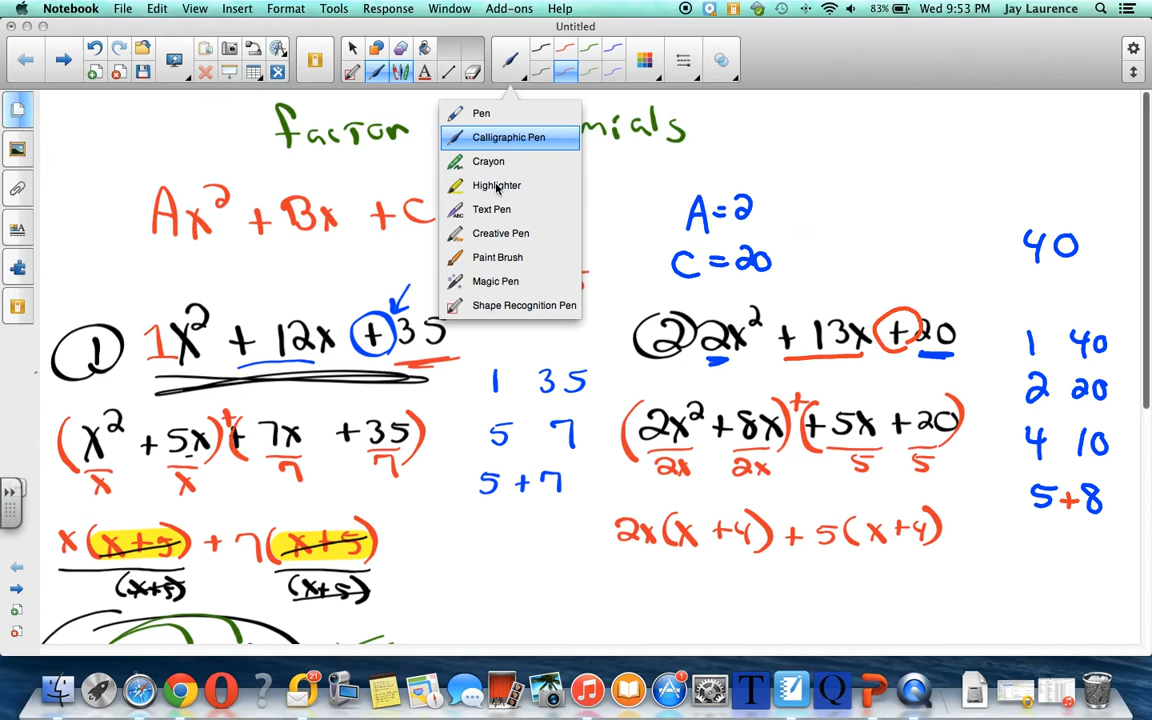 Notebook File Edit View Insert Format Tools Response Window Add-ons Help 83% Wed 9:53 PM Jay Laurence
Untitled
Pen
Calligraphic Pen
Crayon
Highlighter
Text Pen
Creative Pen
Paint Brush
Magic Pen
Shape Recognition Pen
factor mials
Ax² + Bx + C
A=2
C=20
40
① 1x² + 12x + 35
1 35
5 7
5+7
(x² + 5x) + (+ 7x + 35)
x x 7 7
x(x+5) + 7(x+5)
(x+5) (x+5)
② 2x² + 13x + 20
(2x² + 8x) + (+ 5x + 20)
2x 2x 5 5
2x(x+4) + 5(x+4)
1 40
2 20
4 10
5+8
21